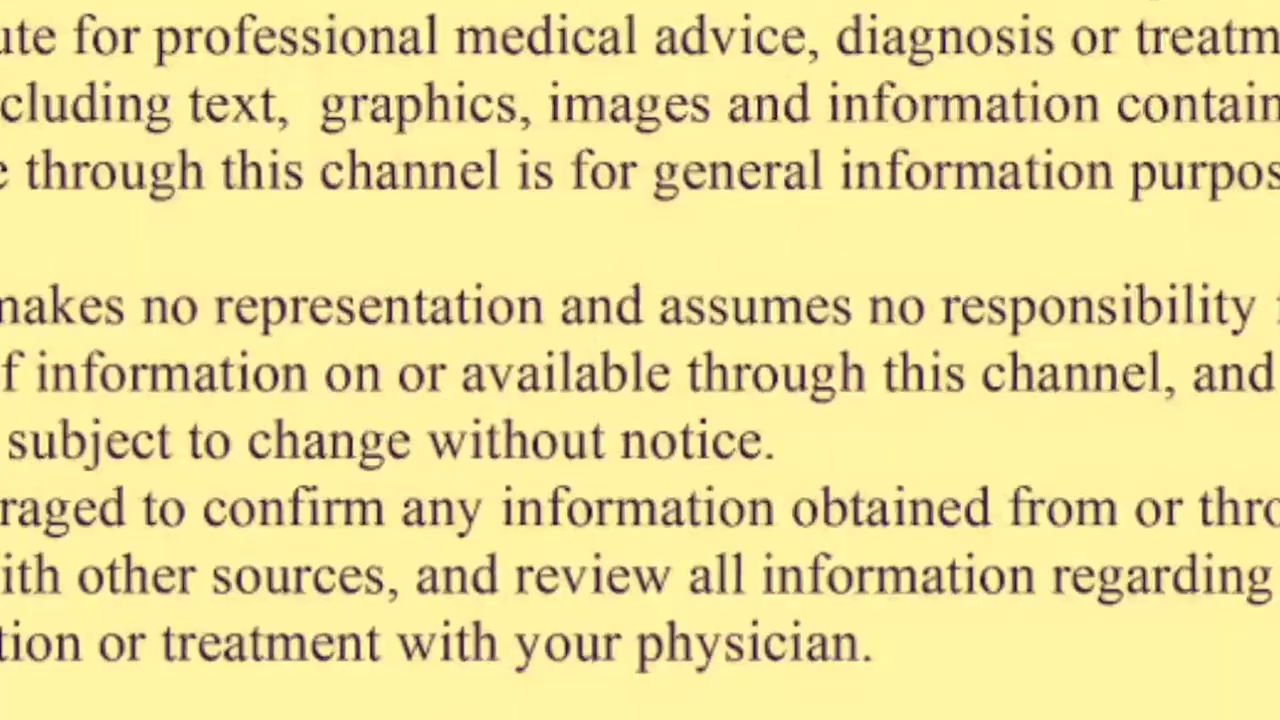 ute for professional medical advice, diagnosis or treatm
cluding text, graphics, images and information contain
e through this channel is for general information purpos
makes no representation and assumes no responsibility
f information on or available through this channel, and
subject to change without notice.
raged to confirm any information obtained from or thro
ith other sources, and review all information regarding
tion or treatment with your physician.